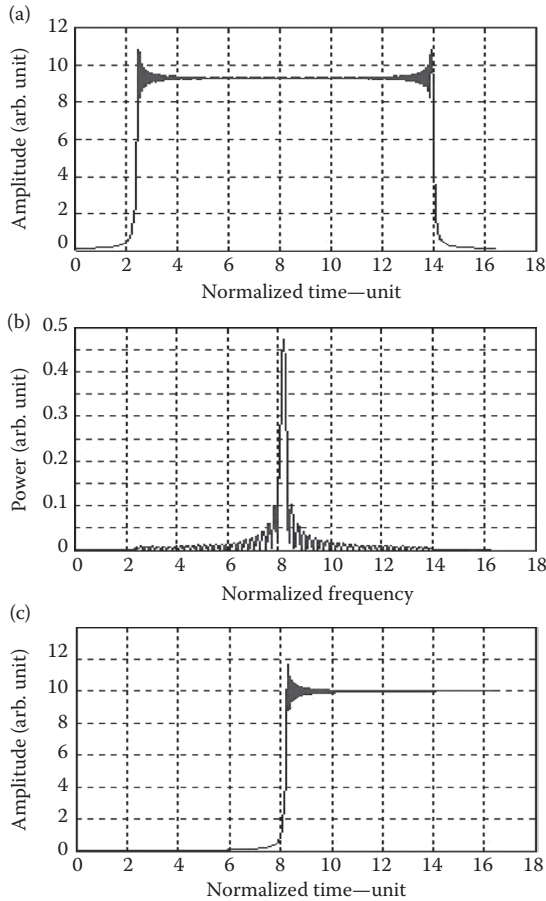 (a)
Amplitude (arb. unit)
12
10
8
6
4
2
0
0 2 4 6 8 10 12 14 16 18
Normalized time—unit
(b)
Power (arb. unit)
0.5
0.4
0.3
0.2
0.1
0
0 2 4 6 8 10 12 14 16 18
Normalized frequency
(c)
Amplitude (arb. unit)
12
10
8
6
4
2
0
0 2 4 6 8 10 12 14 16 18
Normalized time—unit